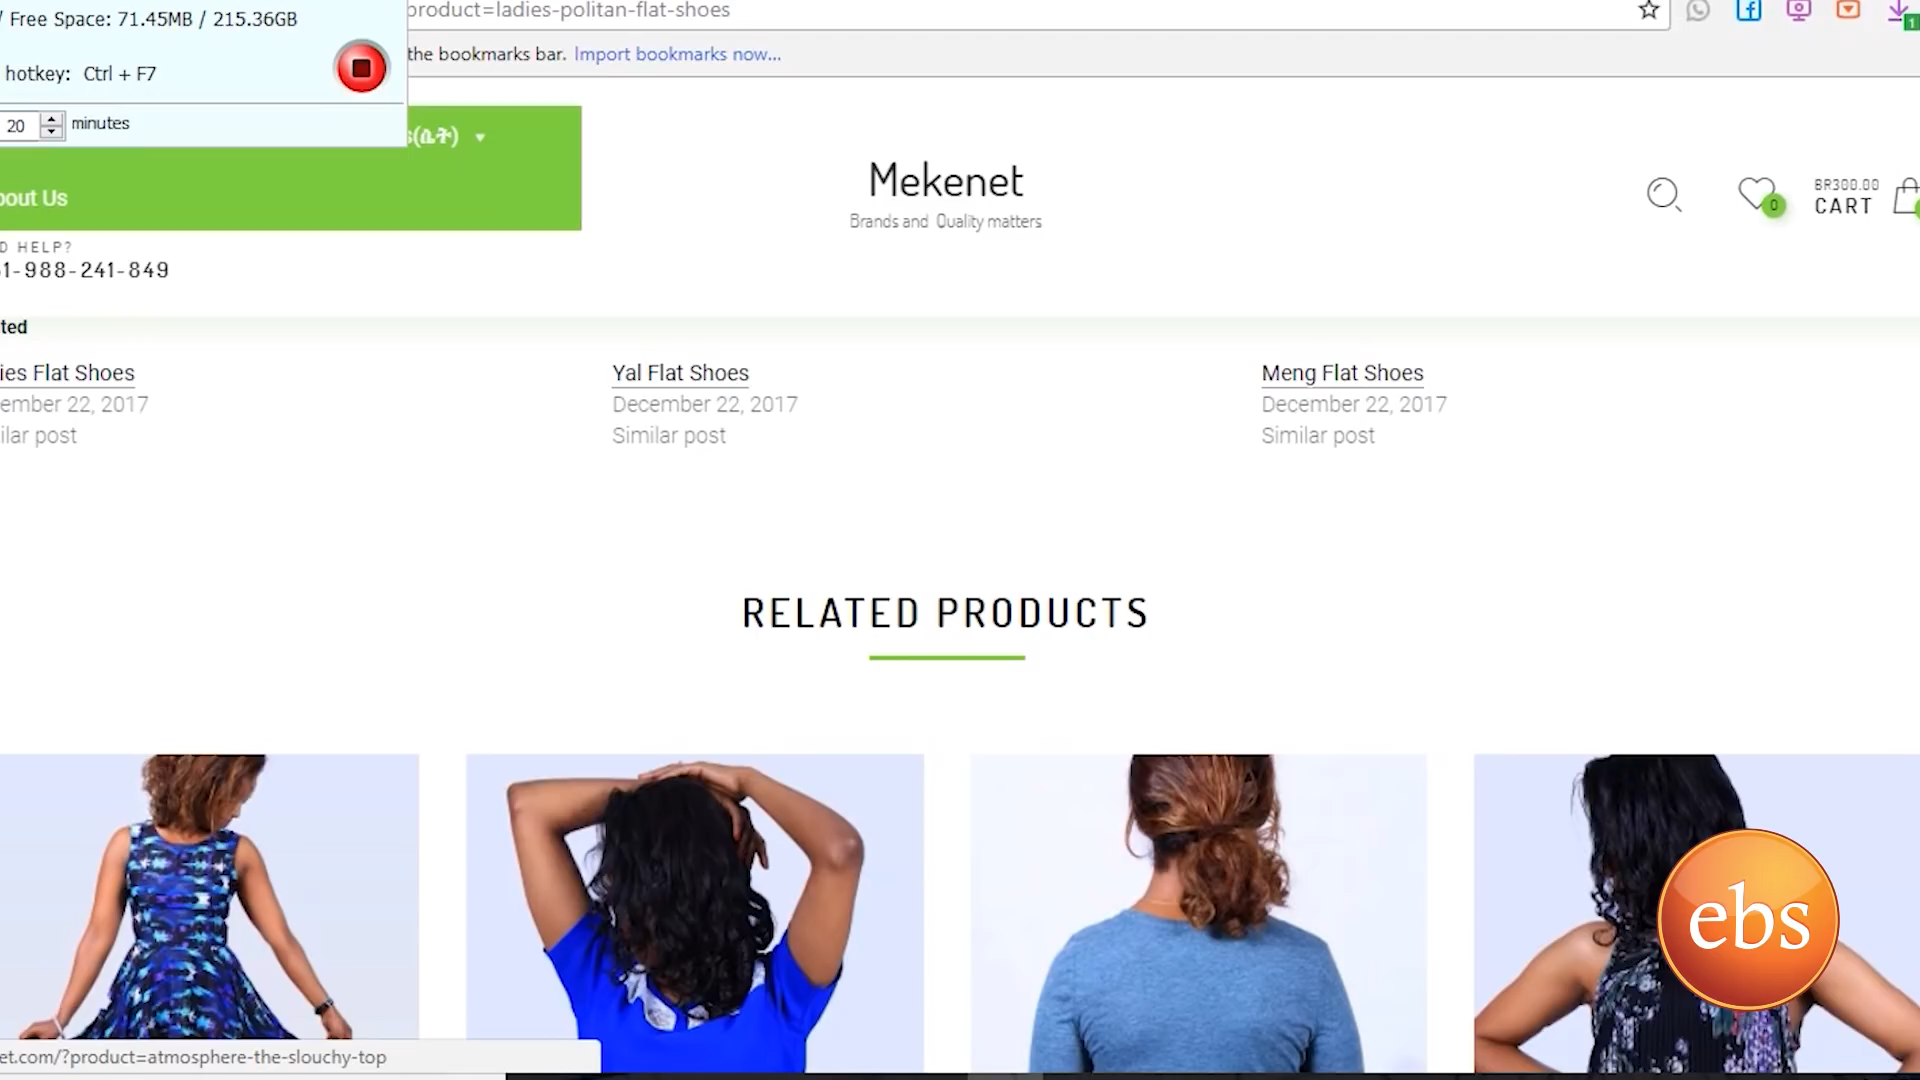 / Free Space: 71.45MB / 215.36GB
hotkey: Ctrl + F7
20 minutes
product=ladies-politan-flat-shoes
the bookmarks bar. Import bookmarks now...
1
s(ሴት)
bout Us
D HELP?
51-988-241-849
Mekenet
Brands and Quality matters
0
BR300.00
CART
ted
ies Flat Shoes
ember 22, 2017
ilar post
Yal Flat Shoes
December 22, 2017
Similar post
Meng Flat Shoes
December 22, 2017
Similar post
RELATED PRODUCTS
ebs
et.com/?product=atmosphere-the-slouchy-top